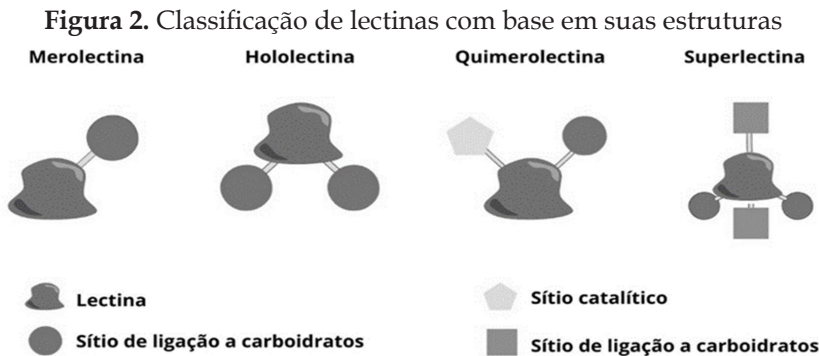 Figura 2. Classificação de lectinas com base em suas estruturas
Merolectina
Hololectina
Quimerolectina
Superlectina
Lectina
Sítio catalítico
Sítio de ligação a carboidratos
Sítio de ligação a carboidratos